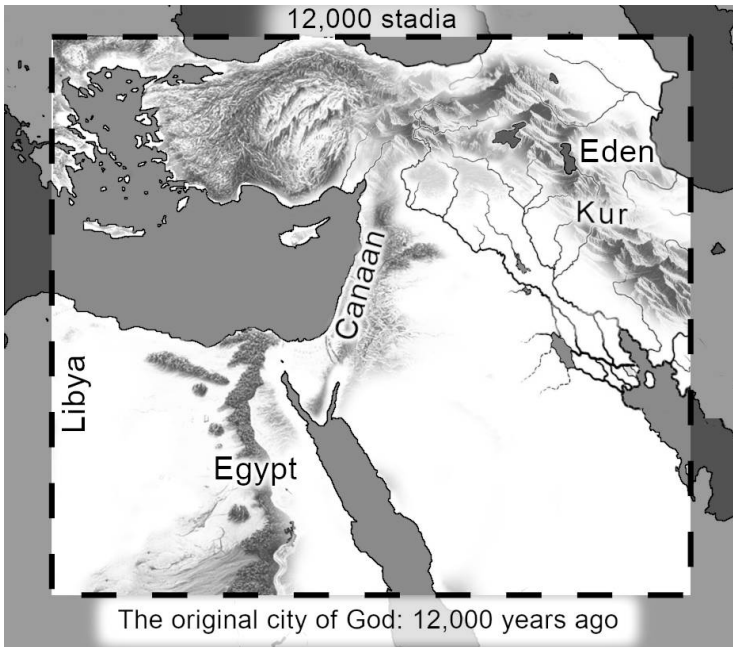 12,000 stadia
Eden
Kur
Canaan
Libya
Egypt
The original city of God: 12,000 years ago